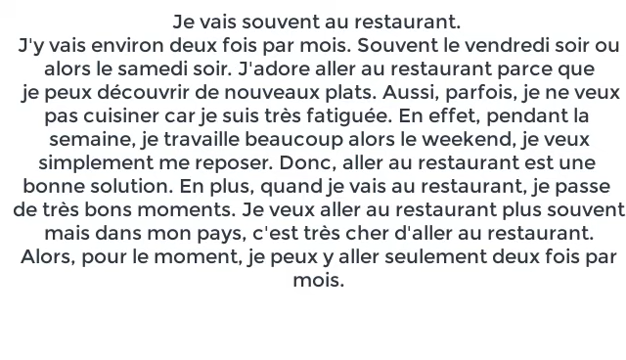 Je vais souvent au restaurant.
J'y vais environ deux fois par mois. Souvent le vendredi soir ou
alors le samedi soir. J'adore aller au restaurant parce que
je peux découvrir de nouveaux plats. Aussi, parfois, je ne veux
pas cuisiner car je suis très fatiguée. En effet, pendant la
semaine, je travaille beaucoup alors le weekend, je veux
simplement me reposer. Donc, aller au restaurant est une
bonne solution. En plus, quand je vais au restaurant, je passe
de très bons moments. Je veux aller au restaurant plus souvent
mais dans mon pays, c'est très cher d'aller au restaurant.
Alors, pour le moment, je peux y aller seulement deux fois par
mois.